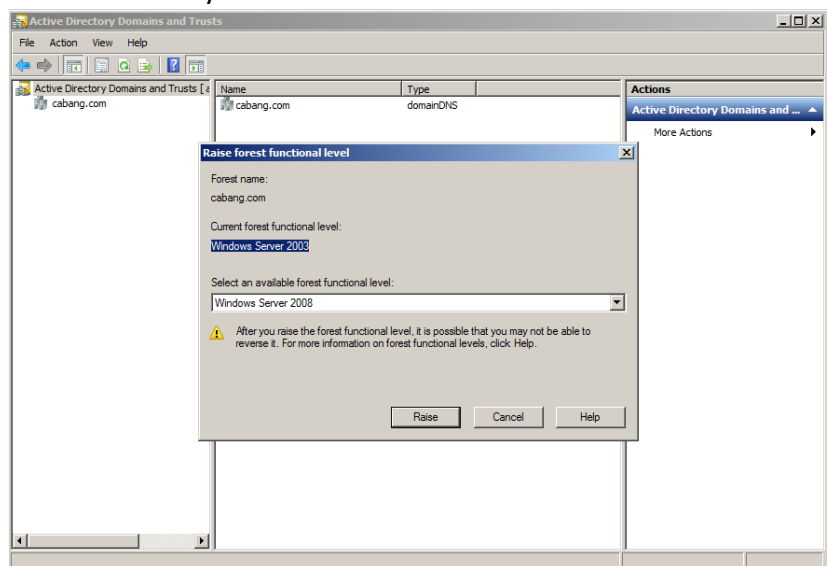 Active Directory Domains and Trusts
File Action View Help
Active Directory Domains and Trusts [ a
cabang.com
Name Type
cabang.com domainDNS
Actions
Active Directory Domains and ...
More Actions
Raise forest functional level
Forest name:
cabang.com
Current forest functional level:
Windows Server 2003
Select an available forest functional level:
Windows Server 2008
After you raise the forest functional level, it is possible that you may not be able to
reverse it. For more information on forest functional levels, click Help.
Raise Cancel Help